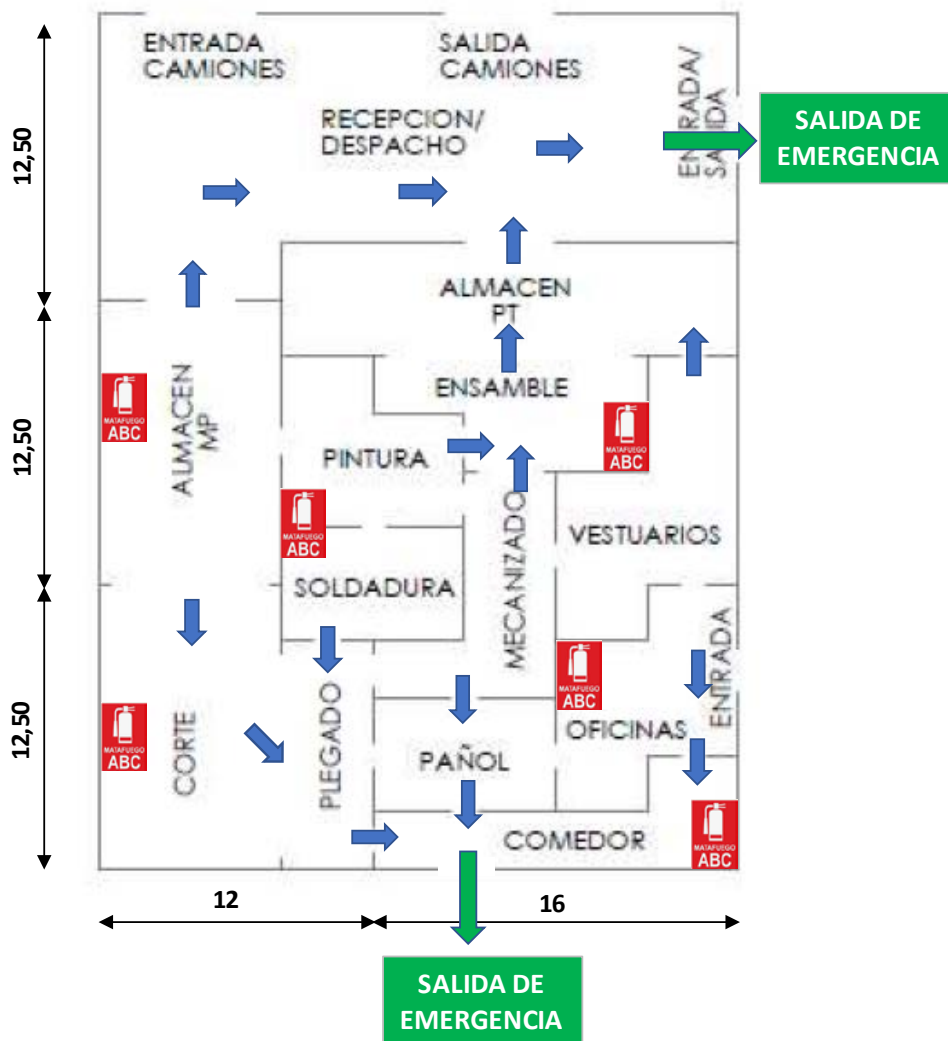 ENTRADA
CAMIONES
SALIDA
CAMIONES
RECEPCION/
DESPACHO
ENTRADA/
SALIDA
SALIDA DE
EMERGENCIA
12,50
ALMACEN
PT
ENSAMBLE
ALMACEN
MP
MATAFUEGO
ABC
MATAFUEGO
ABC
PINTURA
12,50
MATAFUEGO
ABC
MECANIZADO
VESTUARIOS
SOLDADURA
ENTRADA
MATAFUEGO
ABC
OFICINAS
MATAFUEGO
ABC
CORTE
PLEGADO
PAÑOL
12,50
COMEDOR
MATAFUEGO
ABC
12
16
SALIDA DE
EMERGENCIA